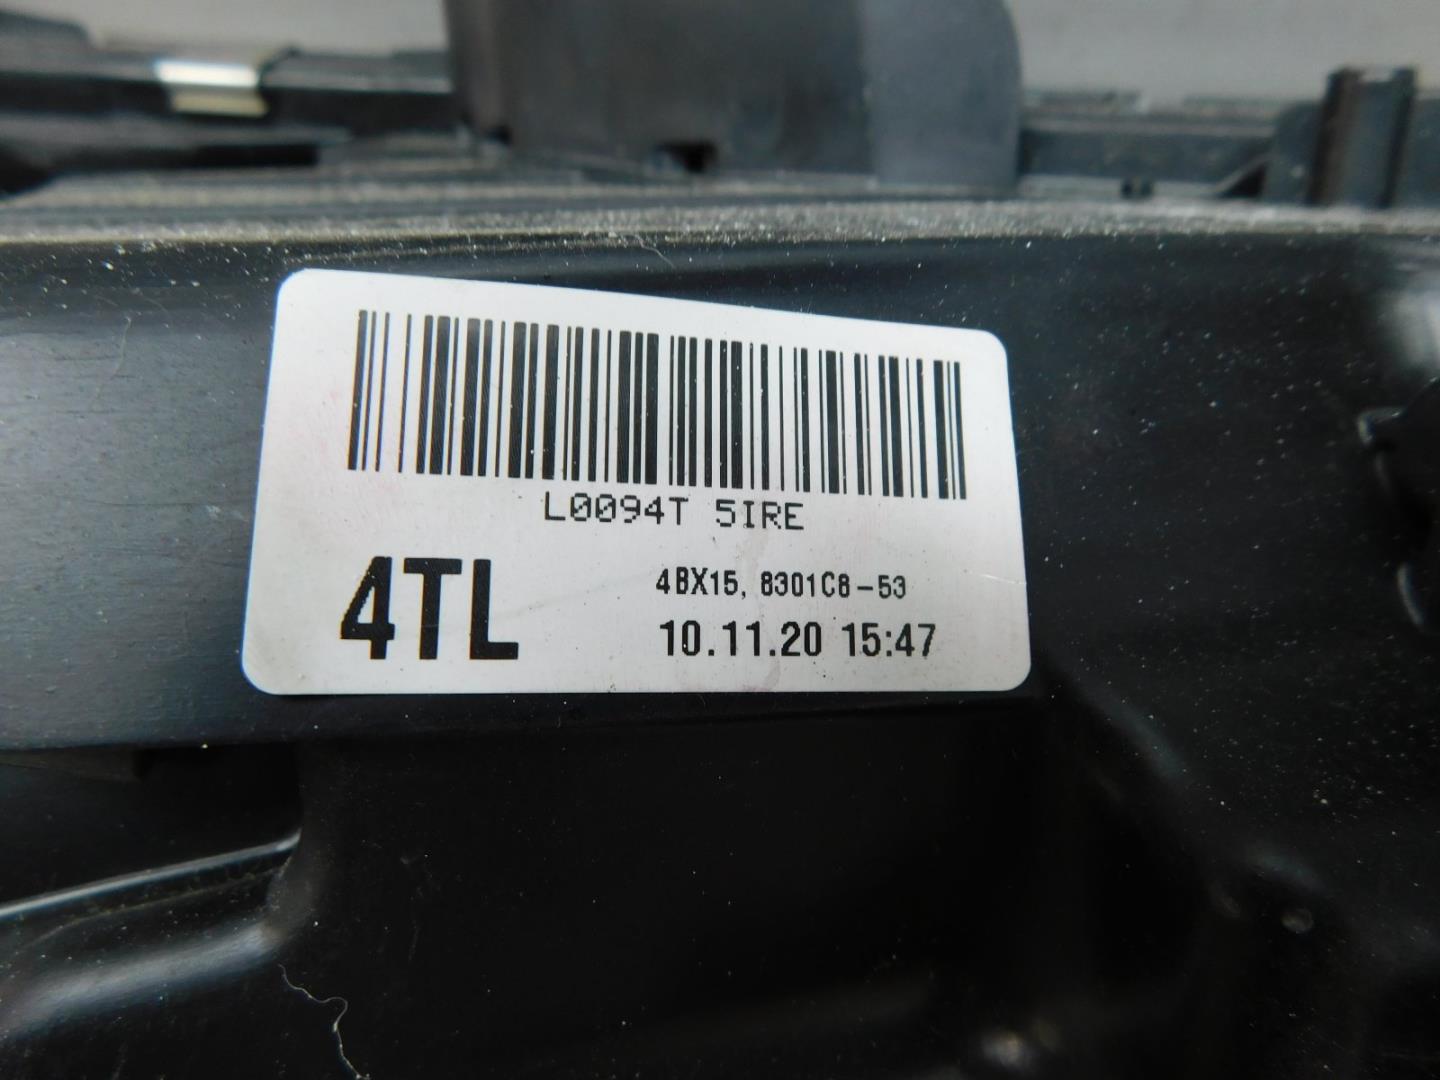 L0094T 5IRE
4TL
4BX15, 8301C8-53
10.11.20 15:47